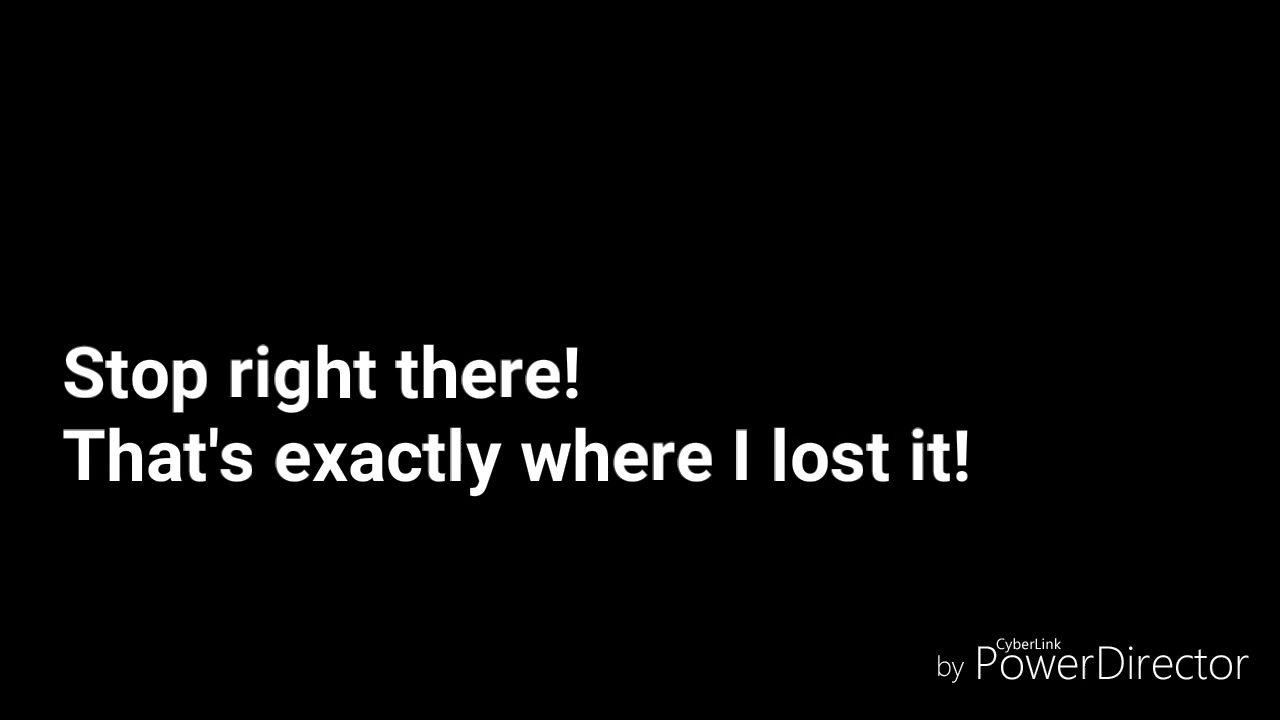 Stop right there!
That's exactly where I lost it!
by CyberLink PowerDirector